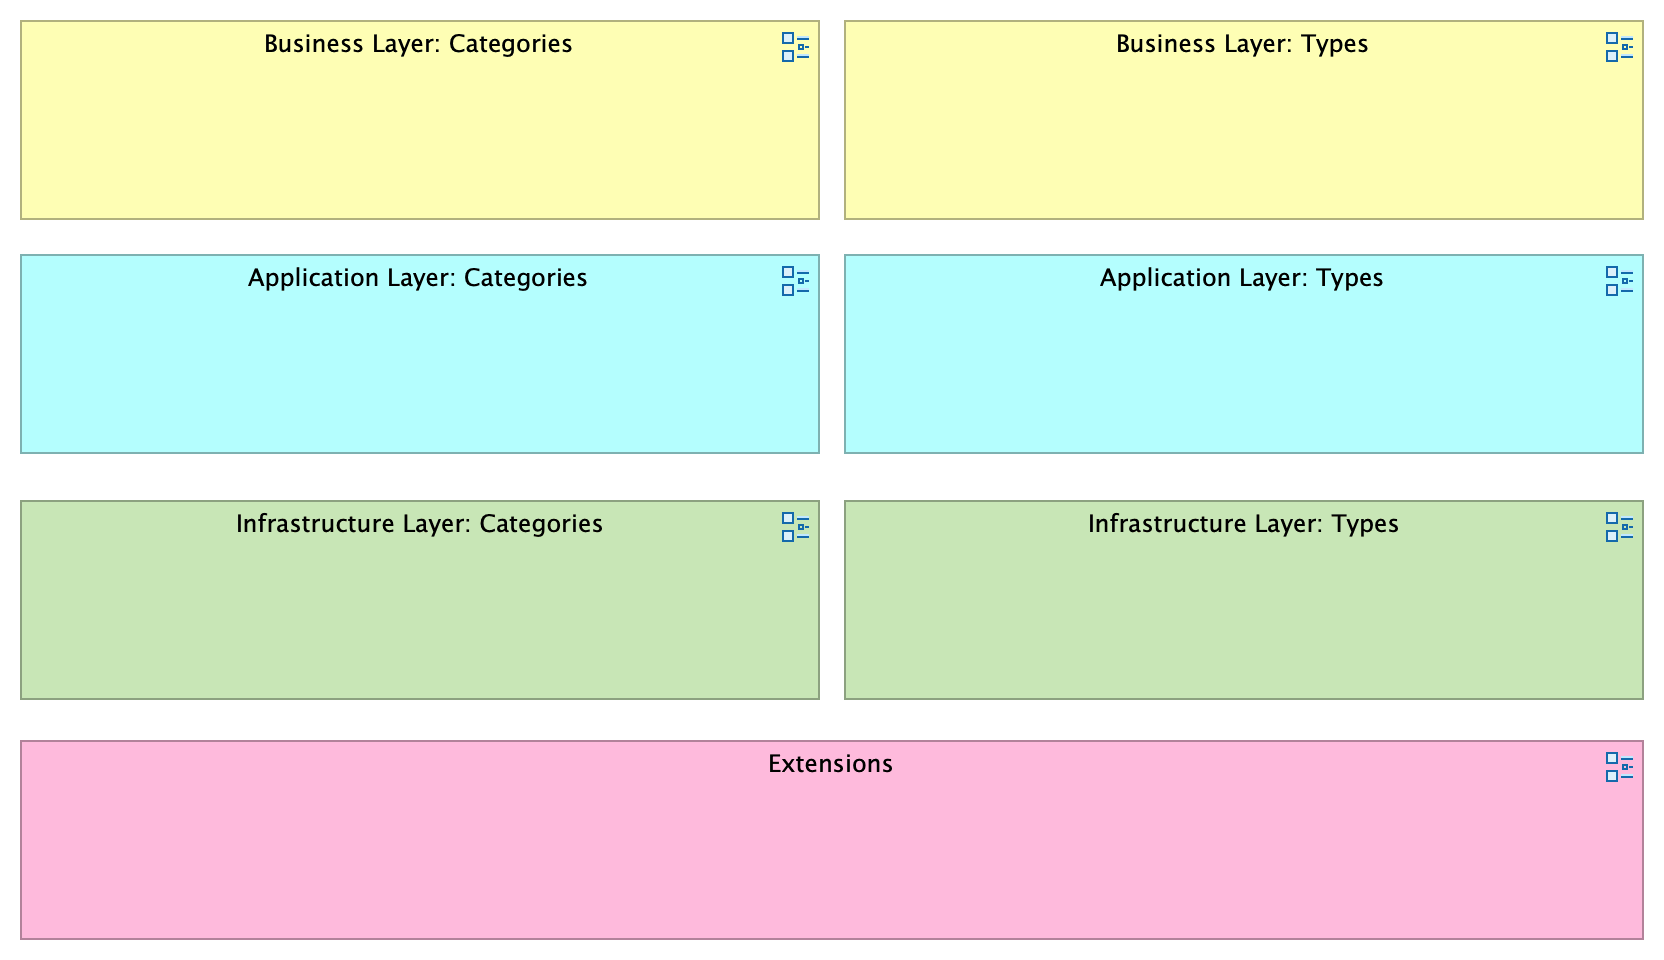 Business Layer: Categories
Business Layer: Types
Application Layer: Categories
Application Layer: Types
Infrastructure Layer: Categories
Infrastructure Layer: Types
Extensions